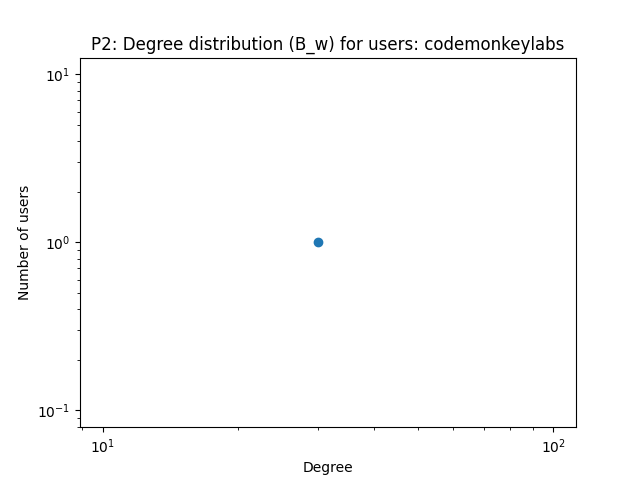 P2: Degree distribution (B_w) for users: codemonkeylabs
10¹
10⁰
10⁻¹
Number of users
10¹ 10²
Degree